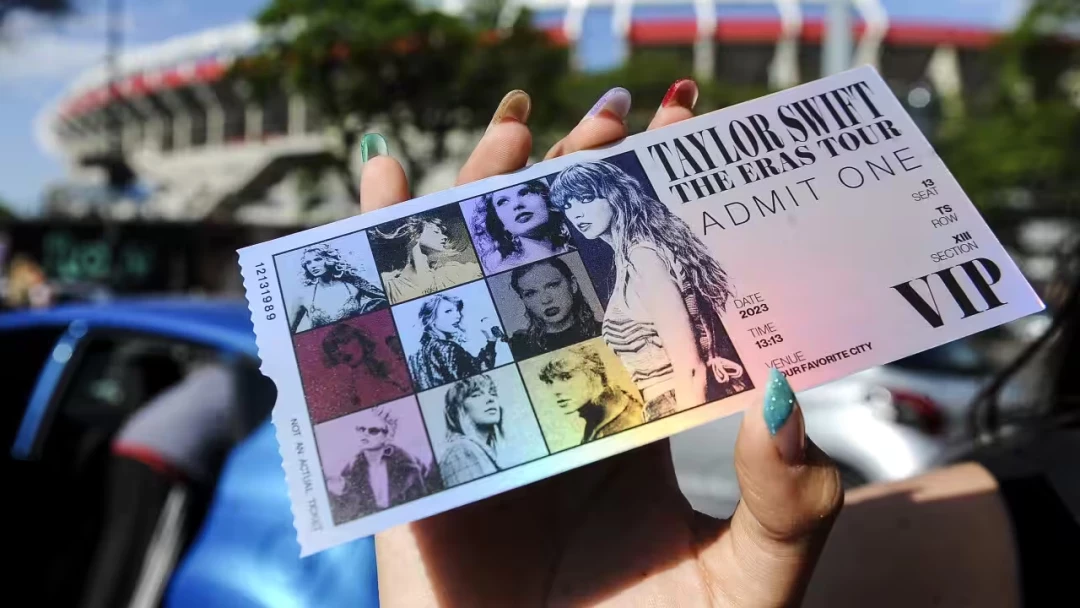 TAYLOR SWIFT
THE ERAS TOUR
ADMIT ONE
13
SEAT
TS
ROW
XIII
SECTION
VIP
DATE
2023
TIME
13:13
VENUE
OUR FAVORITE CITY
12131989
NOT AN ACTUAL TICKET